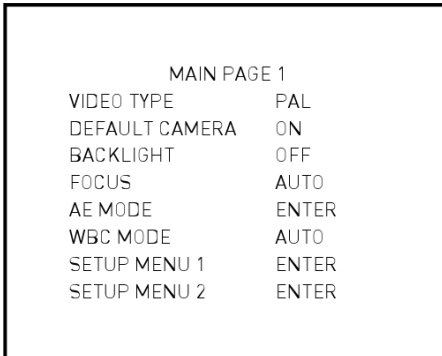 MAIN PAGE 1
VIDEO TYPE PAL
DEFAULT CAMERA ON
BACKLIGHT OFF
FOCUS AUTO
AE MODE ENTER
WBC MODE AUTO
SETUP MENU 1 ENTER
SETUP MENU 2 ENTER